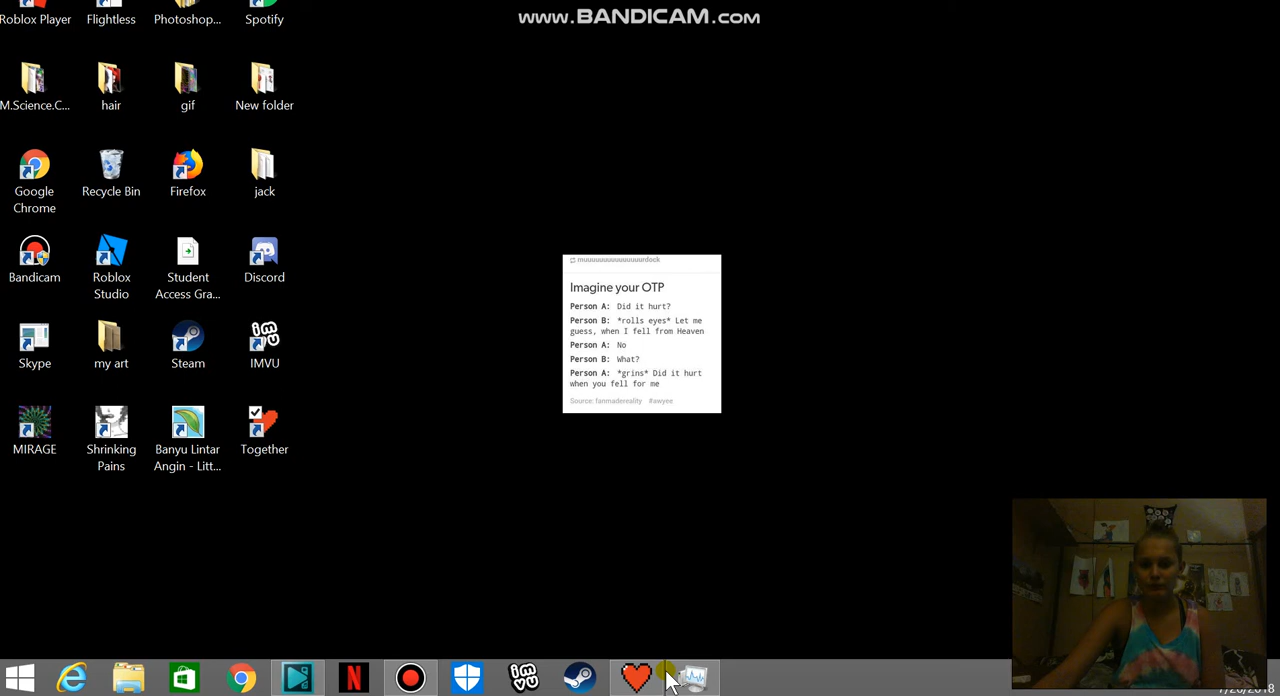 www.BANDICAM.com
Roblox Player
Flightless
Photoshop...
Spotify
M.Science.C...
hair
gif
New folder
Google
Chrome
Recycle Bin
Firefox
jack
Bandicam
Roblox
Studio
Student
Access Gra...
Discord
Skype
my art
Steam
IMVU
MIRAGE
Shrinking
Pains
Banyu Lintar
Angin - Litt...
Together
Imagine your OTP
Person A: Did it hurt?
Person B: *rolls eyes* Let me
guess, when I fell from Heaven
Person A: No
Person B: What?
Person A: *grins* Did it hurt
when you fell for me
Source: fanmadereality #awyee